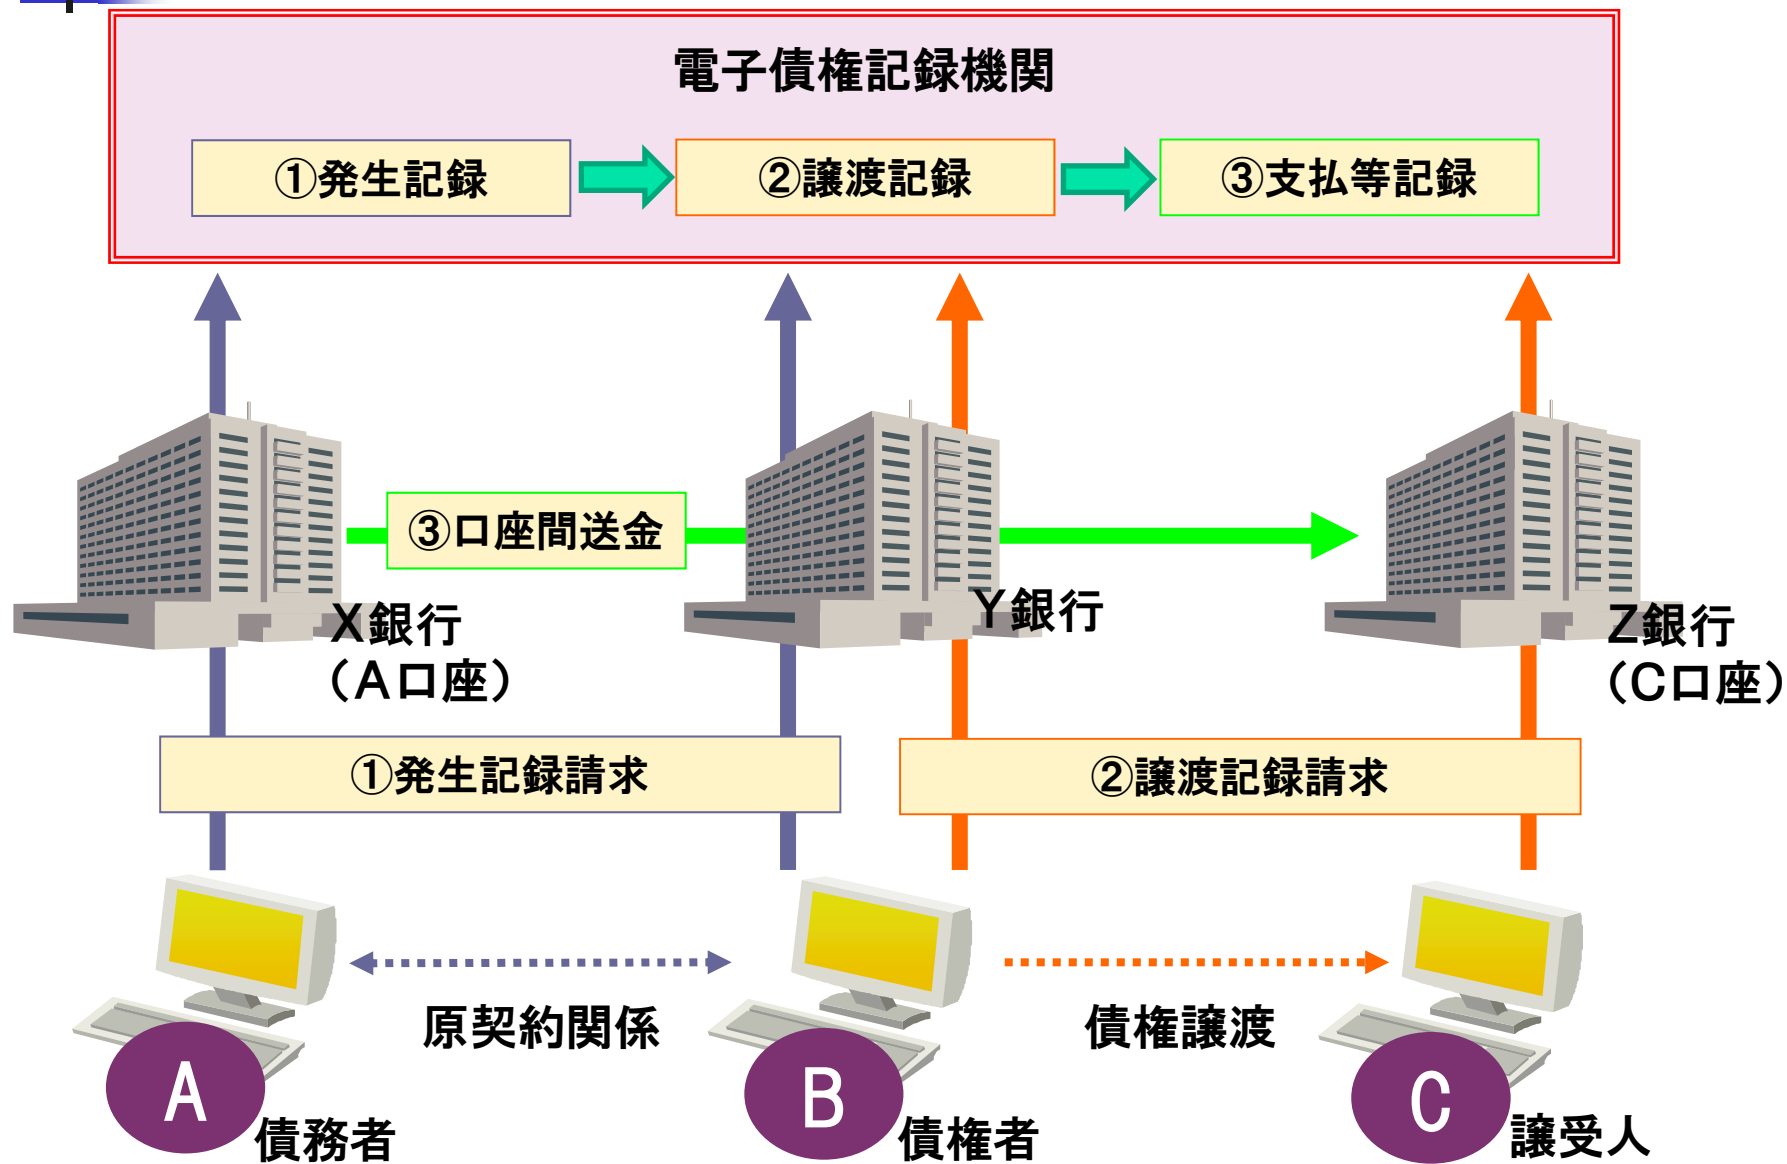 電子債権記録機関
①発生記録
②譲渡記録
③支払等記録
③口座間送金
X銀行
（A口座）
Y銀行
Z銀行
（C口座）
①発生記録請求
②譲渡記録請求
原契約関係
債権譲渡
A
債務者
B
債権者
C
譲受人